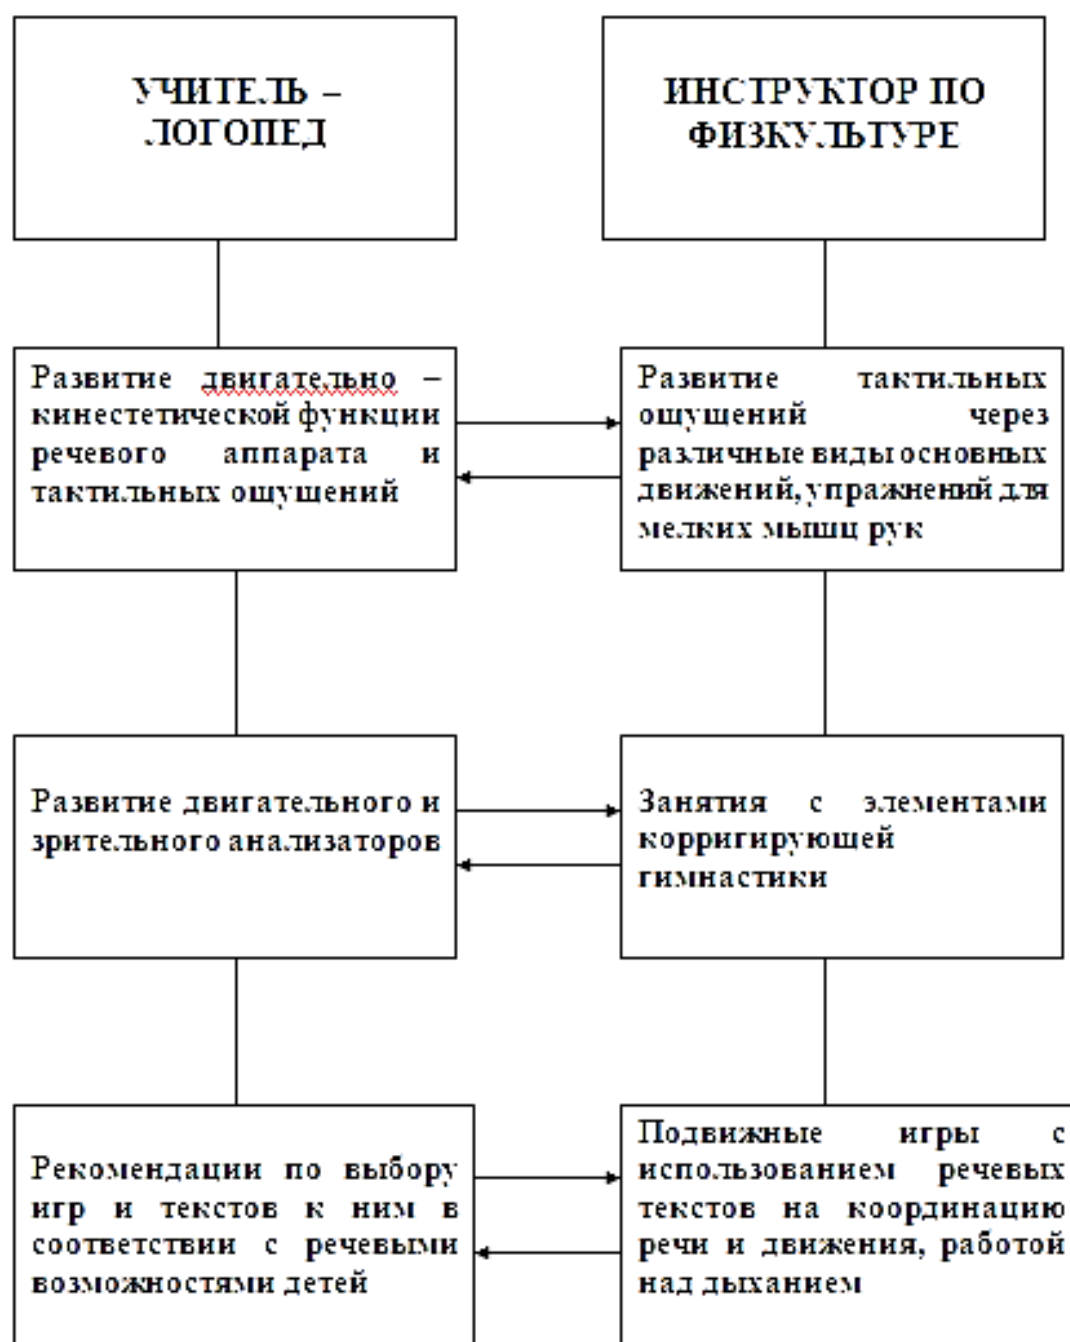 УЧИТЕЛЬ –
ЛОГОПЕД
ИНСТРУКТОР ПО
ФИЗКУЛЬТУРЕ
Развитие двигательно –
кинестетической функции
речевого аппарата и
тактильных ощущений
Развитие тактильных
ощущений через
различные виды основных
движений, упражнений для
мелких мышц рук
Развитие двигательного и
зрительного анализаторов
Занятия с элементами
корригирующей
гимнастики
Рекомендации по выбору
игр и текстов к ним в
соответствии с речевыми
возможностями детей
Подвижные игры с
использованием речевых
текстов на координацию
речи и движения, работой
над дыханием